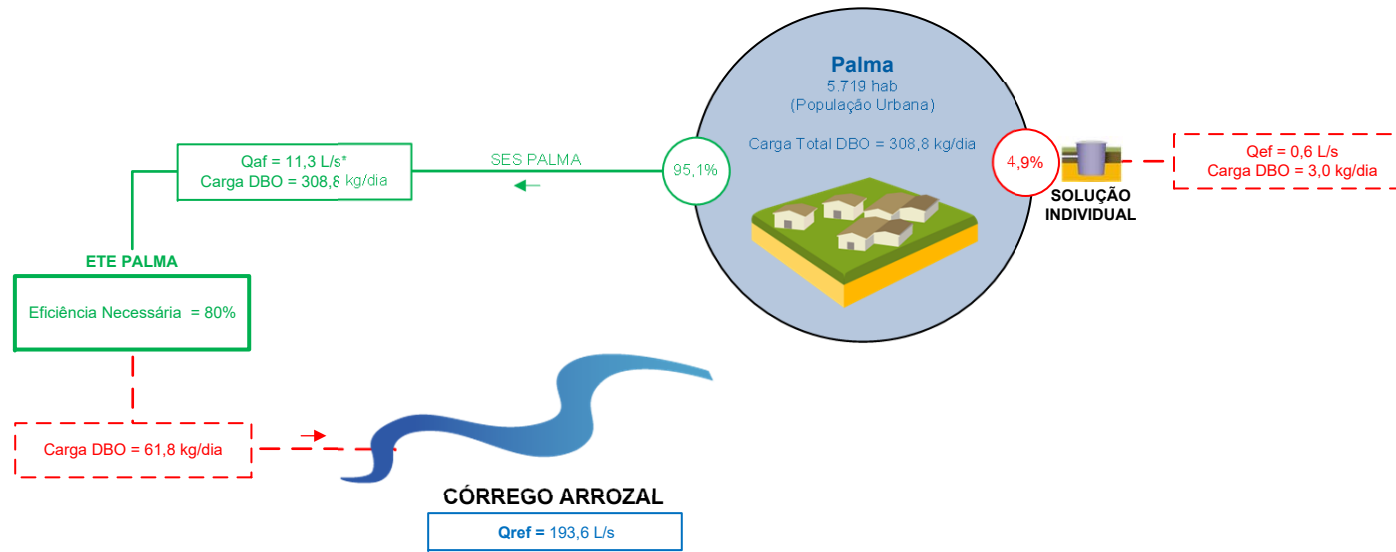 Palma
5.719 hab
(População Urbana)
Carga Total DBO = 308,8 kg/dia
95,1%
4,9%
SOLUÇÃO
INDIVIDUAL
Qef = 0,6 L/s
Carga DBO = 3,0 kg/dia
SES PALMA
Qaf = 11,3 L/s*
Carga DBO = 308,8 kg/dia
ETE PALMA
Eficiência Necessária = 80%
Carga DBO = 61,8 kg/dia
CÓRREGO ARROZAL
Qref = 193,6 L/s